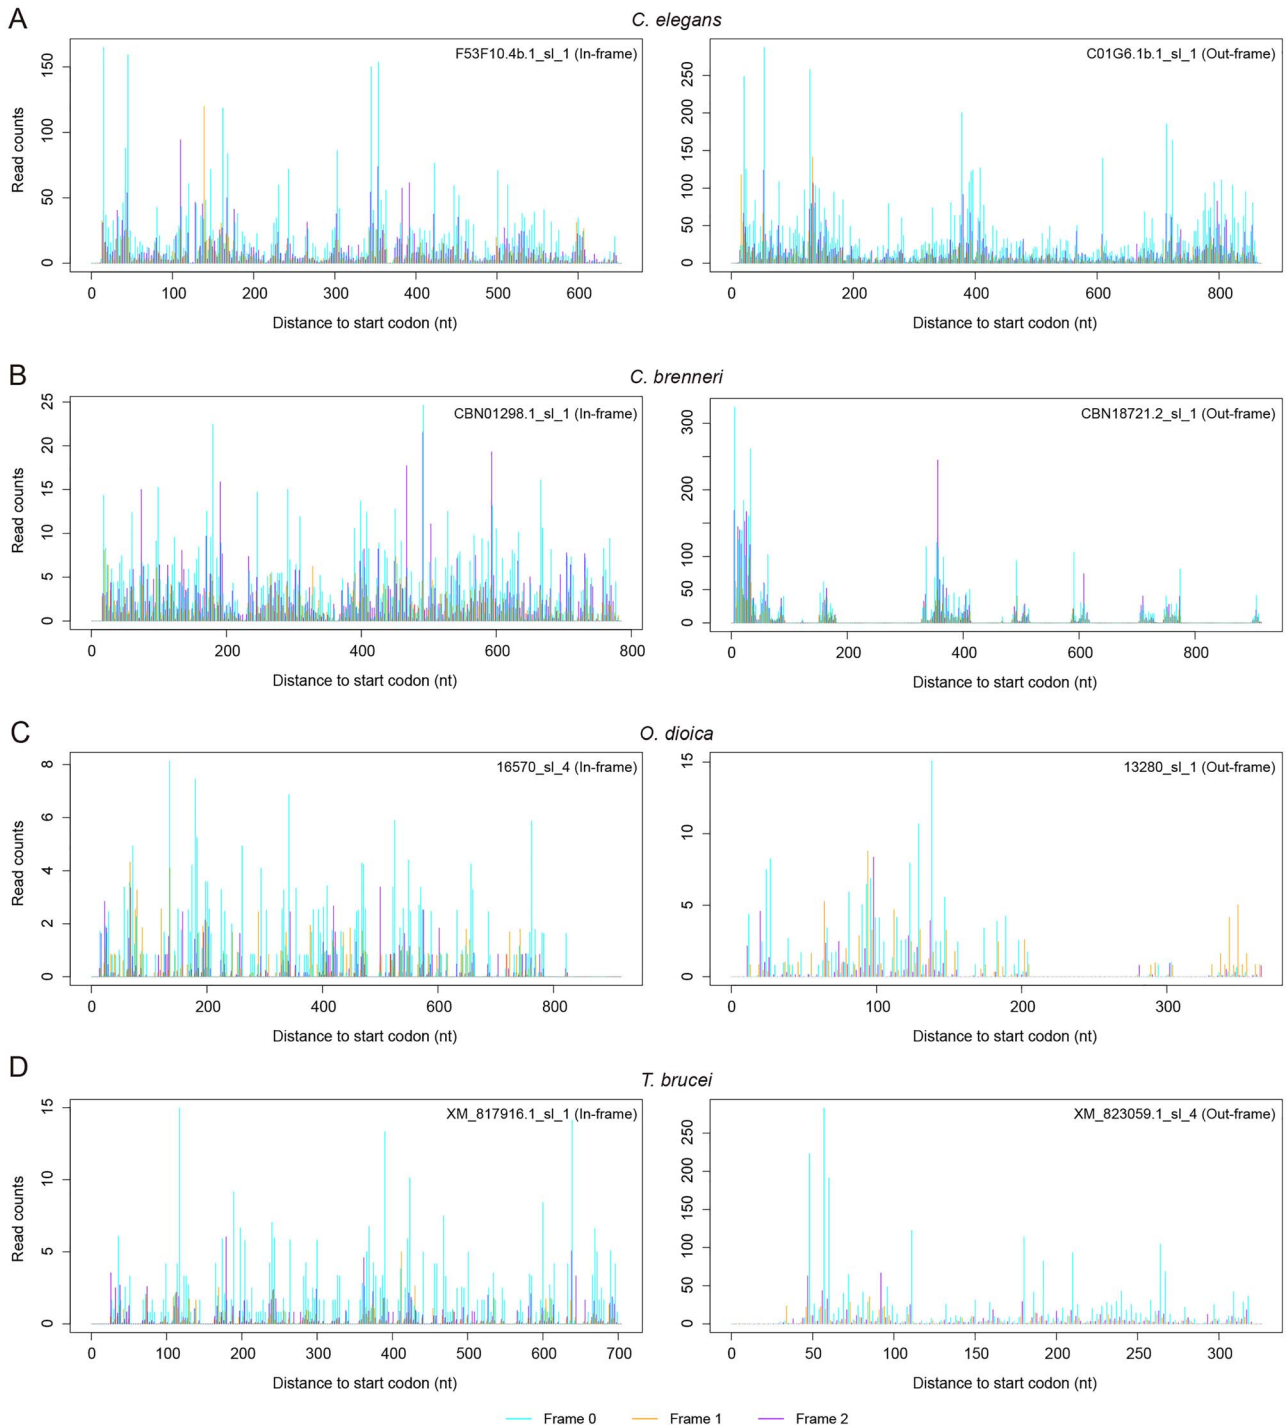 A
C. elegans
F53F10.4b.1_sl_1 (In-frame)
Read counts
0 50 100 150
0 100 200 300 400 500 600
Distance to start codon (nt)
C01G6.1b.1_sl_1 (Out-frame)
0 50 100 150 200 250
0 200 400 600 800
Distance to start codon (nt)
B
C. brenneri
CBN01298.1_sl_1 (In-frame)
Read counts
0 5 10 15 20 25
0 200 400 600 800
Distance to start codon (nt)
CBN18721.2_sl_1 (Out-frame)
0 50 100 200 300
0 200 400 600 800
Distance to start codon (nt)
C
O. dioica
16570_sl_4 (In-frame)
Read counts
0 2 4 6 8
0 200 400 600 800
Distance to start codon (nt)
13280_sl_1 (Out-frame)
0 5 10 15
0 100 200 300
Distance to start codon (nt)
D
T. brucei
XM_817916.1_sl_1 (In-frame)
Read counts
0 5 10 15
0 100 200 300 400 500 600 700
Distance to start codon (nt)
XM_823059.1_sl_4 (Out-frame)
0 50 100 150 200 250
0 50 100 150 200 250 300
Distance to start codon (nt)
Frame 0 Frame 1 Frame 2